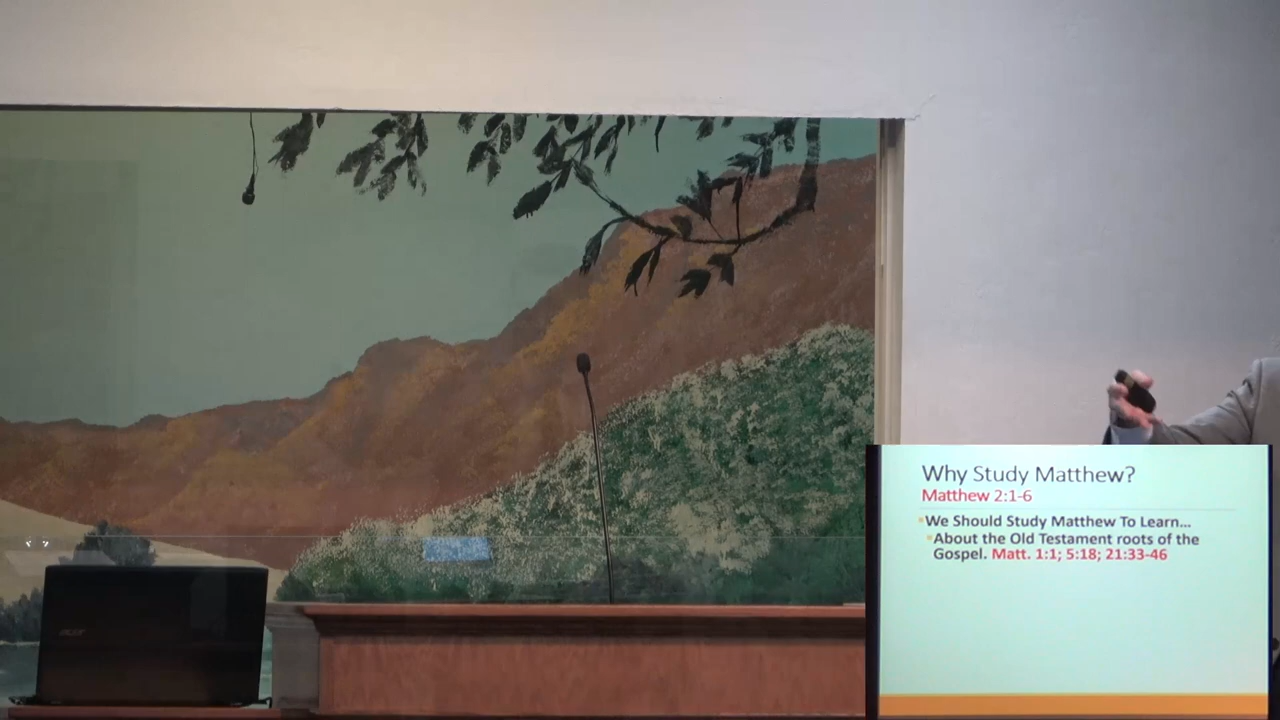 acer
Why Study Matthew?
Matthew 2:1-6
We Should Study Matthew To Learn...
About the Old Testament roots of the
Gospel. Matt. 1:1; 5:18; 21:33-46